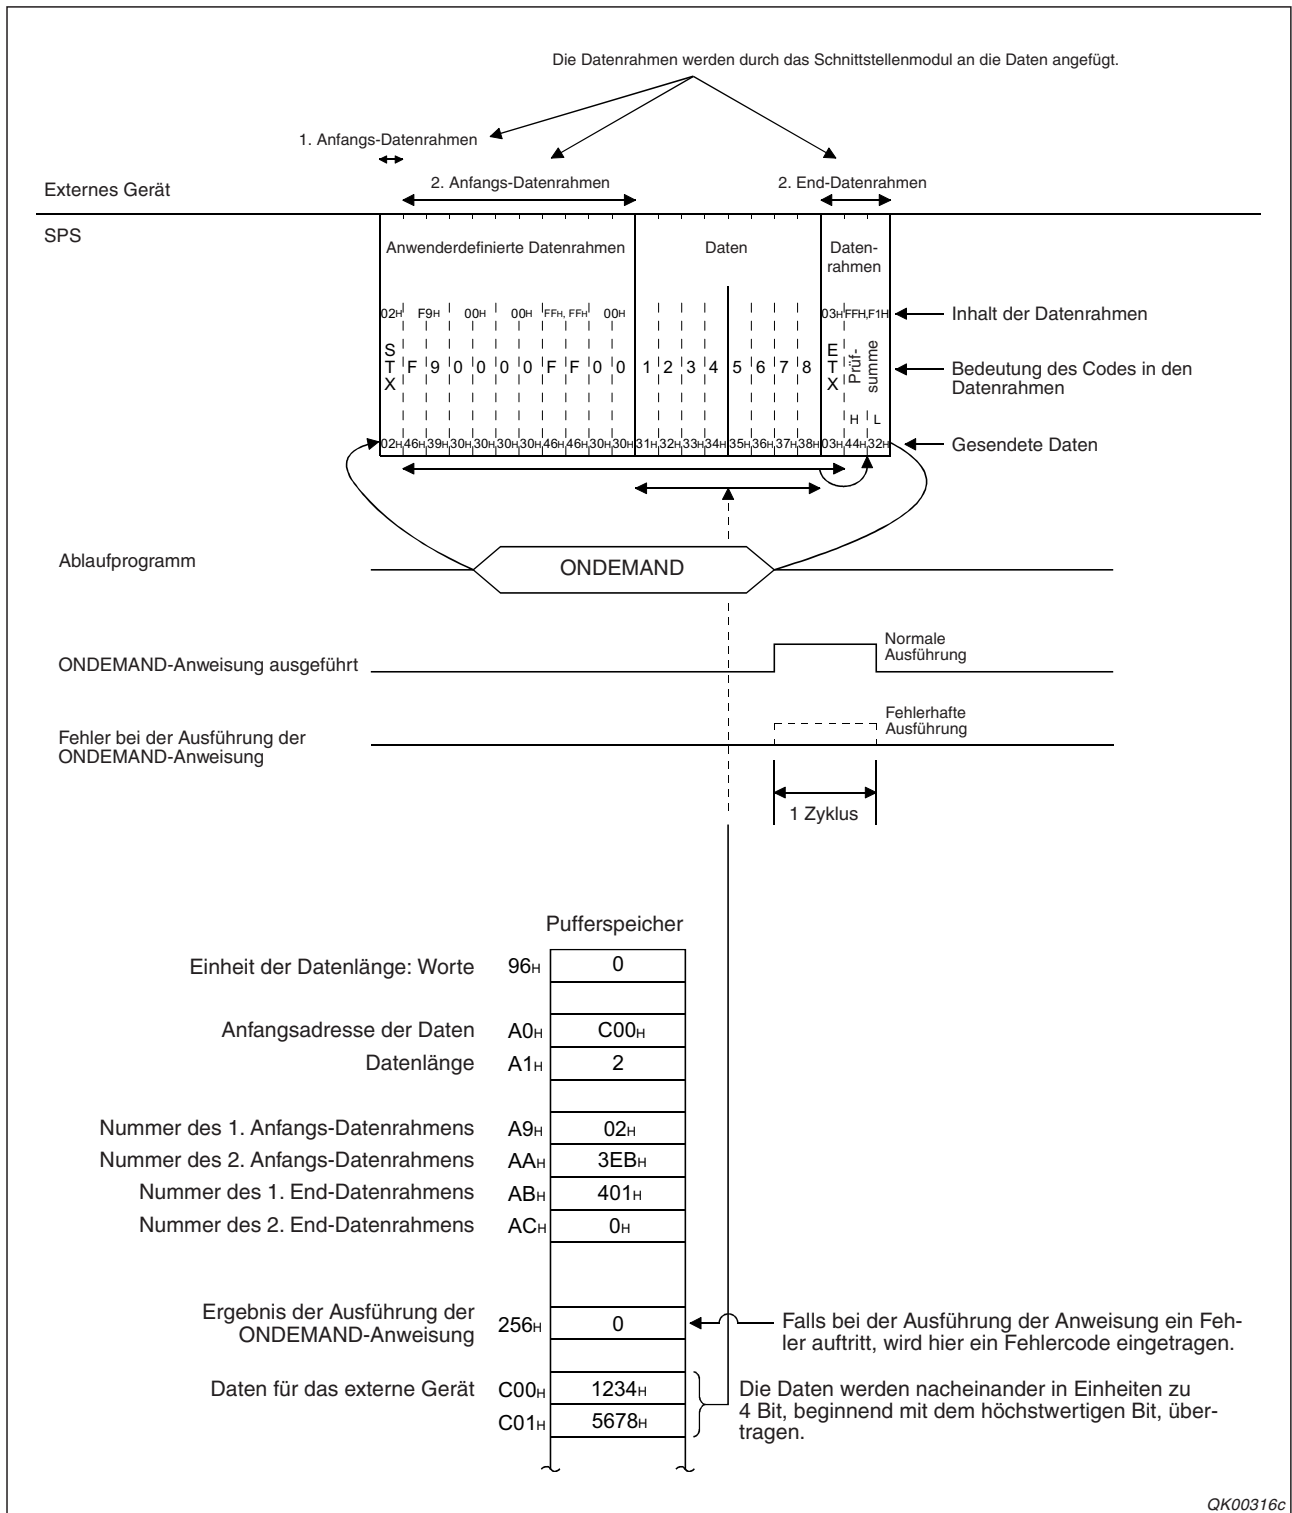 Die Datenrahmen werden durch das Schnittstellenmodul an die Daten angefügt.
1. Anfangs-Datenrahmen
2. Anfangs-Datenrahmen
2. End-Datenrahmen
Externes Gerät
SPS
Anwenderdefinierte Datenrahmen
Daten
Daten-
rahmen
02H F9H 00H 00H FFH, FFH 00H 03H FFH,F1H
Inhalt der Datenrahmen
STX F 9 0 0 0 0 F F 0 0 1 2 3 4 5 6 7 8 ETX Prüf-
summe
Bedeutung des Codes in den
Datenrahmen
H L
02H,46H,39H,30H,30H,30H,30H,46H,46H,30H,30H 31H,32H,33H,34H 35H,36H,37H,38H 03H,44H,32H
Gesendete Daten
Ablaufprogramm
ONDEMAND
ONDEMAND-Anweisung ausgeführt
Normale
Ausführung
Fehler bei der Ausführung der
ONDEMAND-Anweisung
Fehlerhafte
Ausführung
1 Zyklus
Pufferspeicher
Einheit der Datenlänge: Worte 96H 0
Anfangsadresse der Daten A0H C00H
Datenlänge A1H 2
Nummer des 1. Anfangs-Datenrahmens A9H 02H
Nummer des 2. Anfangs-Datenrahmens AAH 3EBH
Nummer des 1. End-Datenrahmens ABH 401H
Nummer des 2. End-Datenrahmens ACH 0H
Ergebnis der Ausführung der
ONDEMAND-Anweisung 256H 0
Falls bei der Ausführung der Anweisung ein Feh-
ler auftritt, wird hier ein Fehlercode eingetragen.
Daten für das externe Gerät C00H 1234H
C01H 5678H
Die Daten werden nacheinander in Einheiten zu
4 Bit, beginnend mit dem höchstwertigen Bit, über-
tragen.
QK00316c